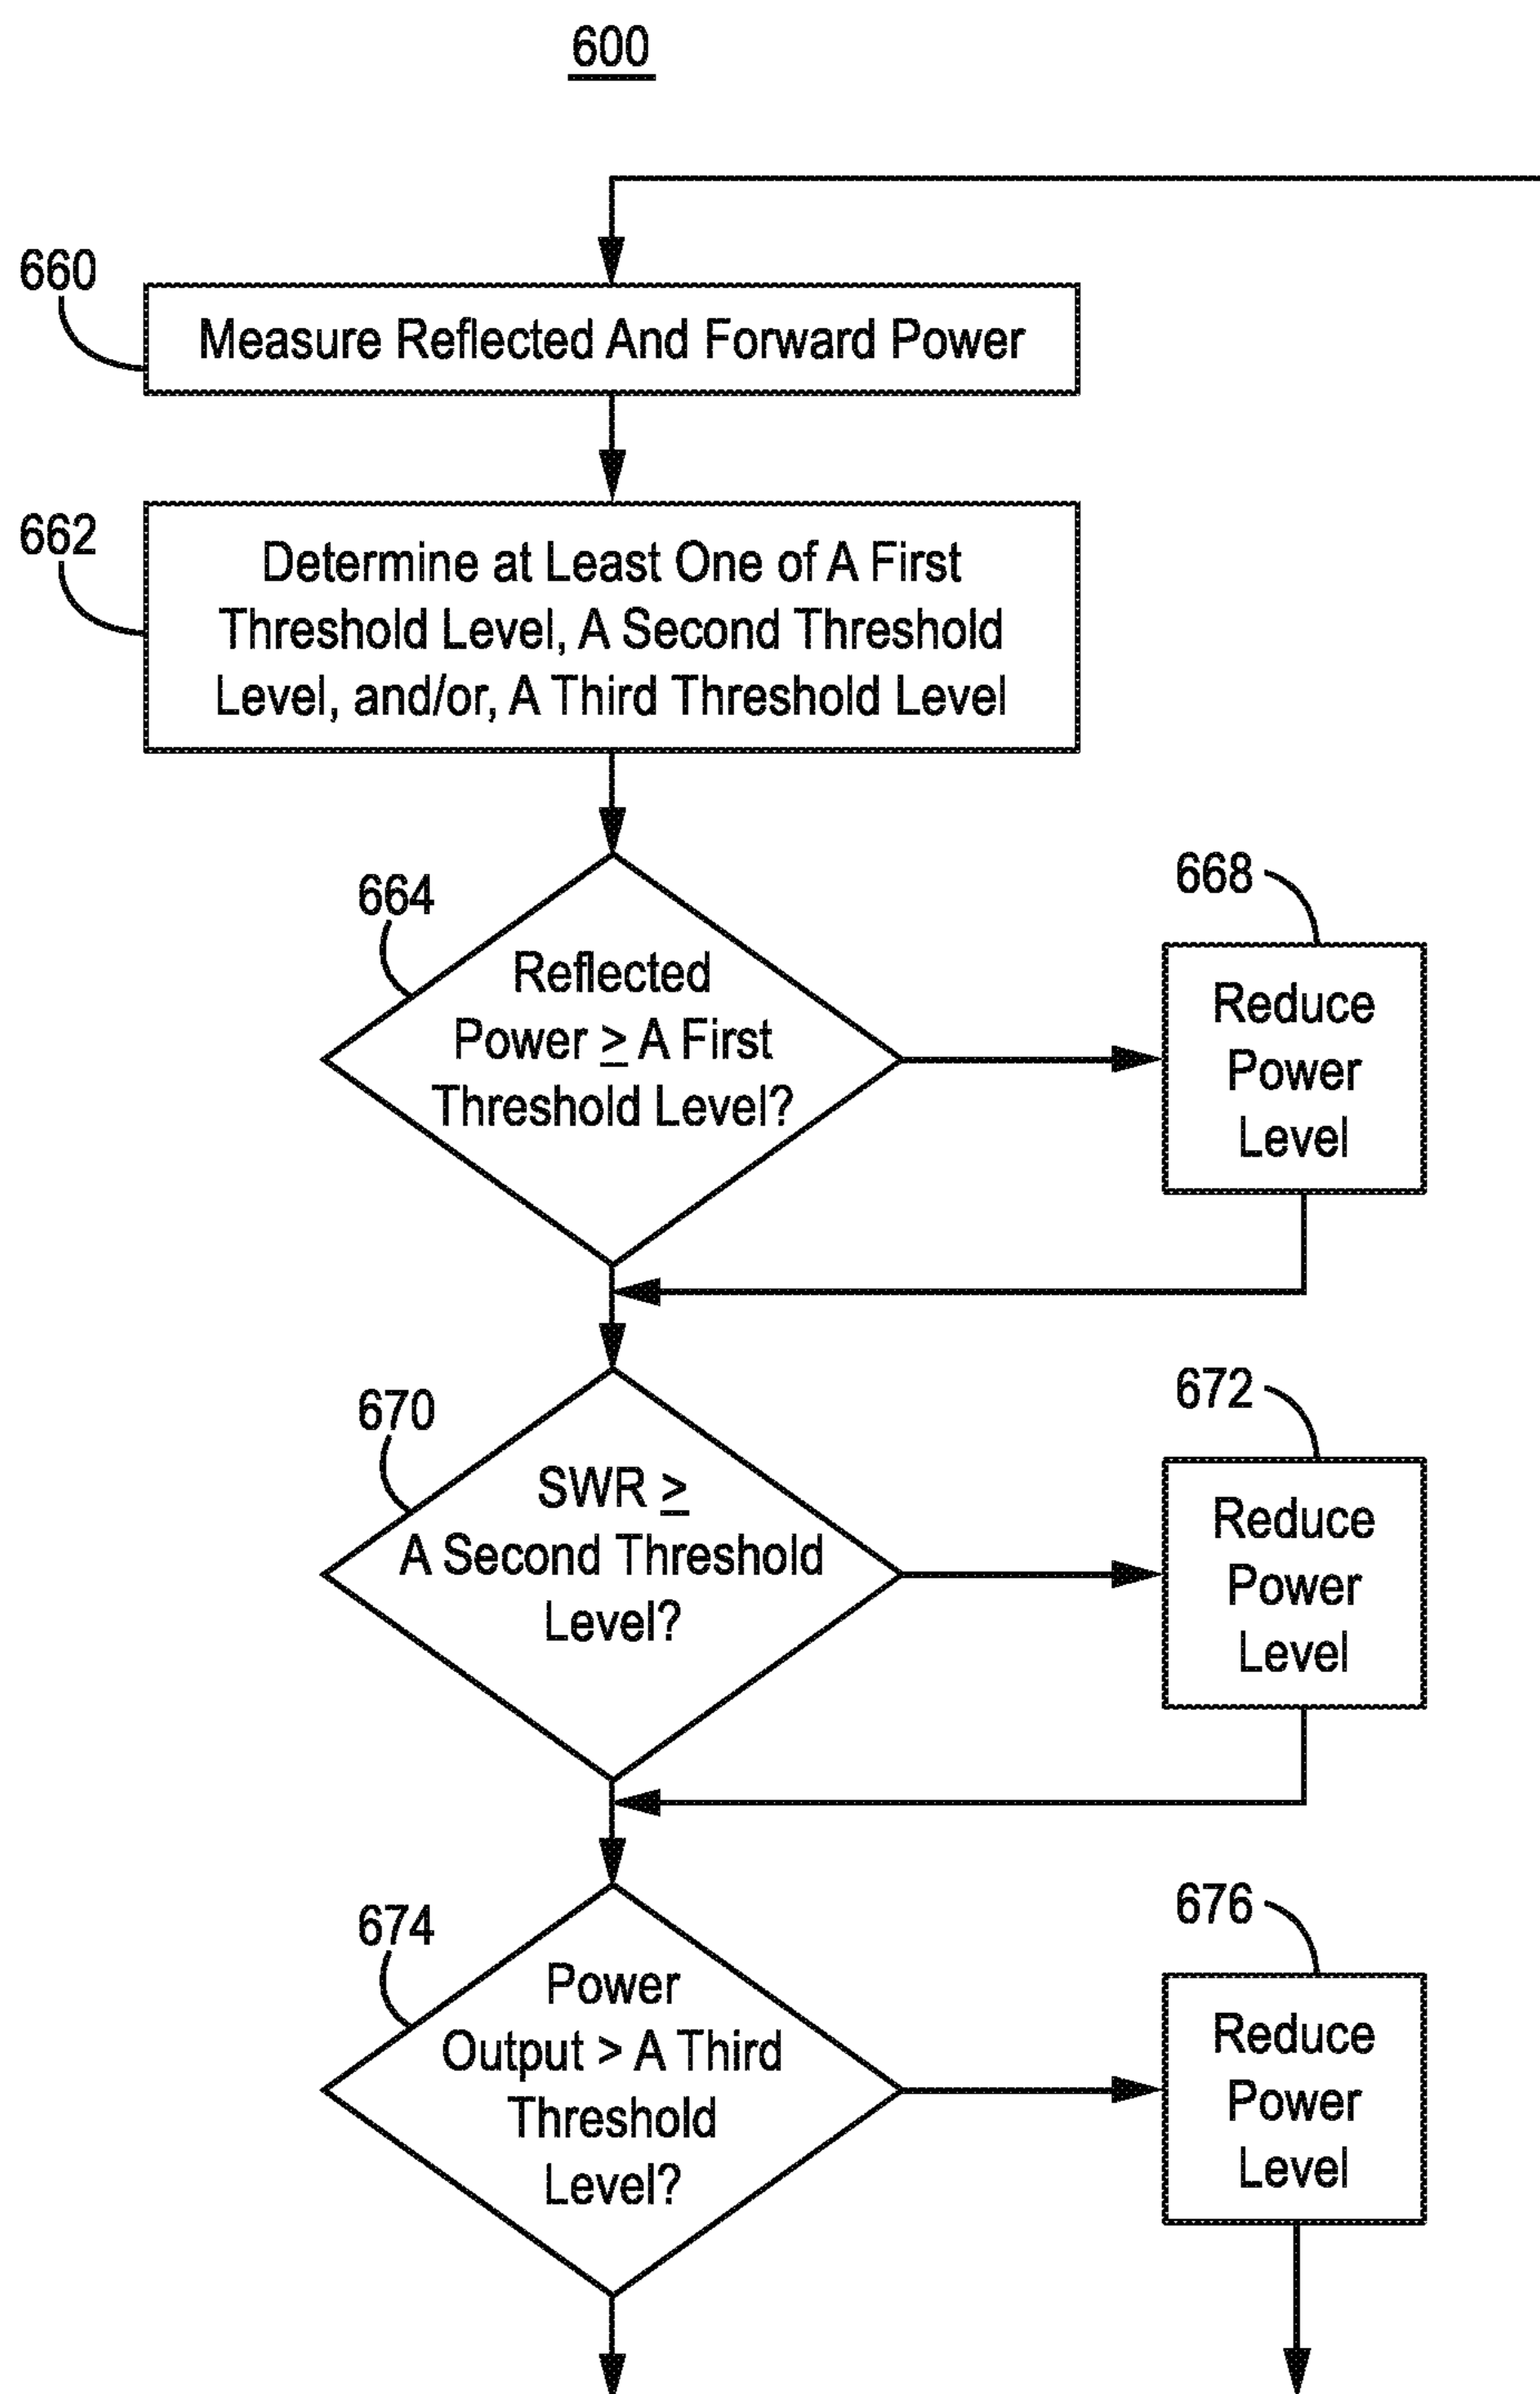 600
660
Measure Reflected And Forward Power
662
Determine at Least One of A First
Threshold Level, A Second Threshold
Level, and/or, A Third Threshold Level
664
Reflected
Power ≥ A First
Threshold Level?
668
Reduce
Power
Level
670
SWR ≥
A Second Threshold
Level?
672
Reduce
Power
Level
674
Power
Output > A Third
Threshold
Level?
676
Reduce
Power
Level